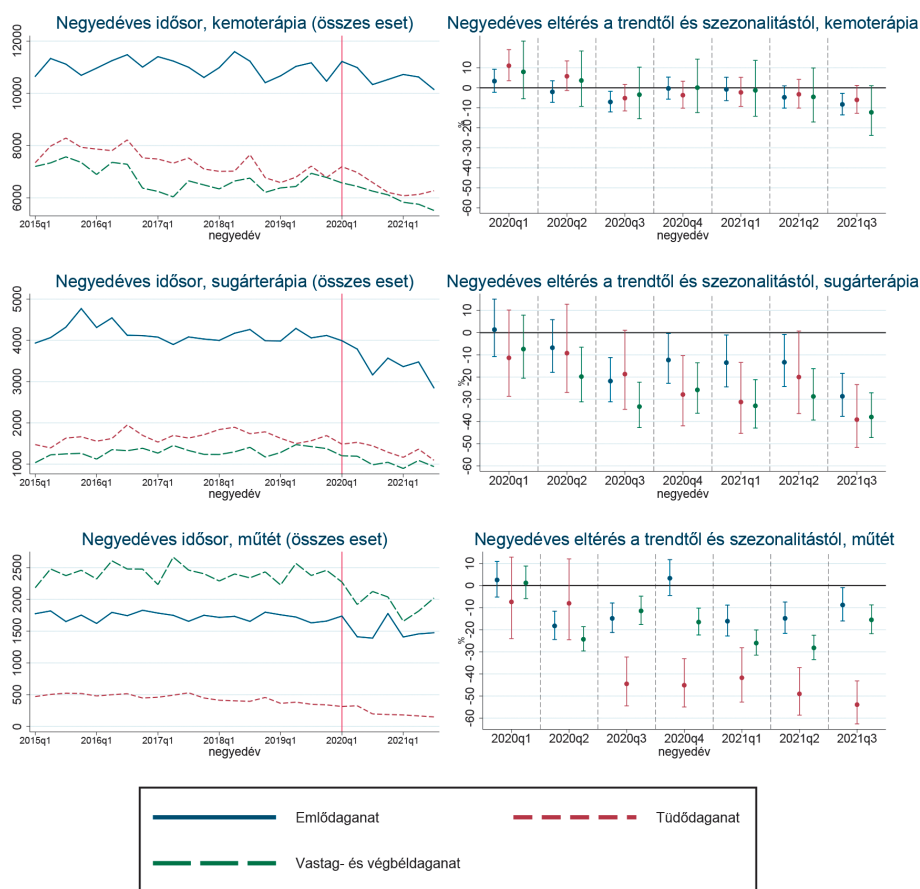 Negyedéves idősor, kemoterápia (összes eset)
12000
10000
8000
6000
2015q1 2016q1 2017q1 2018q1 2019q1 2020q1 2021q1
negyedév
Negyedéves eltérés a trendtől és szezonalitástól, kemoterápia
%
10
0
-10
-20
-30
-40
-50
-60
2020q1 2020q2 2020q3 2020q4 2021q1 2021q2 2021q3
negyedév
Negyedéves idősor, sugárterápia (összes eset)
5000
4000
3000
2000
1000
2015q1 2016q1 2017q1 2018q1 2019q1 2020q1 2021q1
negyedév
Negyedéves eltérés a trendtől és szezonalitástól, sugárterápia
%
10
0
-10
-20
-30
-40
-50
-60
2020q1 2020q2 2020q3 2020q4 2021q1 2021q2 2021q3
negyedév
Negyedéves idősor, műtét (összes eset)
2500
2000
1500
1000
500
0
2015q1 2016q1 2017q1 2018q1 2019q1 2020q1 2021q1
negyedév
Negyedéves eltérés a trendtől és szezonalitástól, műtét
%
10
0
-10
-20
-30
-40
-50
-60
2020q1 2020q2 2020q3 2020q4 2021q1 2021q2 2021q3
negyedév
Emlődaganat
Tüdődaganat
Vastag- és végbéldaganat